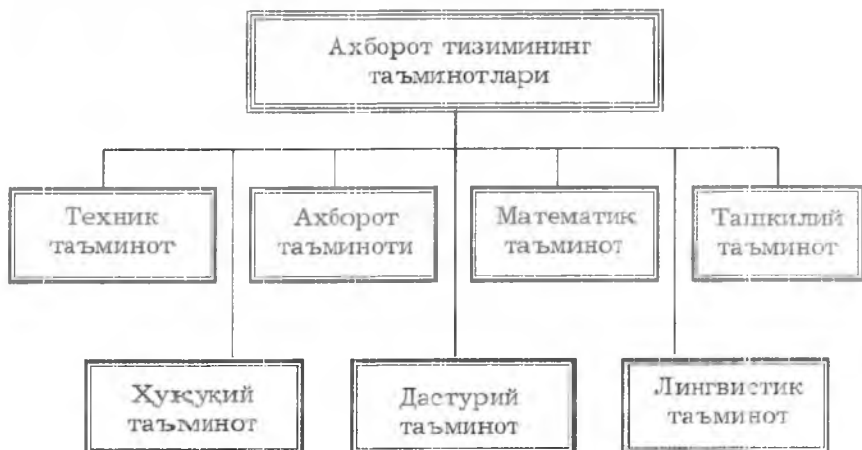 Ахборот тизимининг
таъминотлари
Техник
таъминот
Ахборот
таъминоти
Математик
таъминот
Ташкилий
таъминот
Ҳуқуқий
таъминот
Дастурий
таъминот
Лингвистик
таъминот